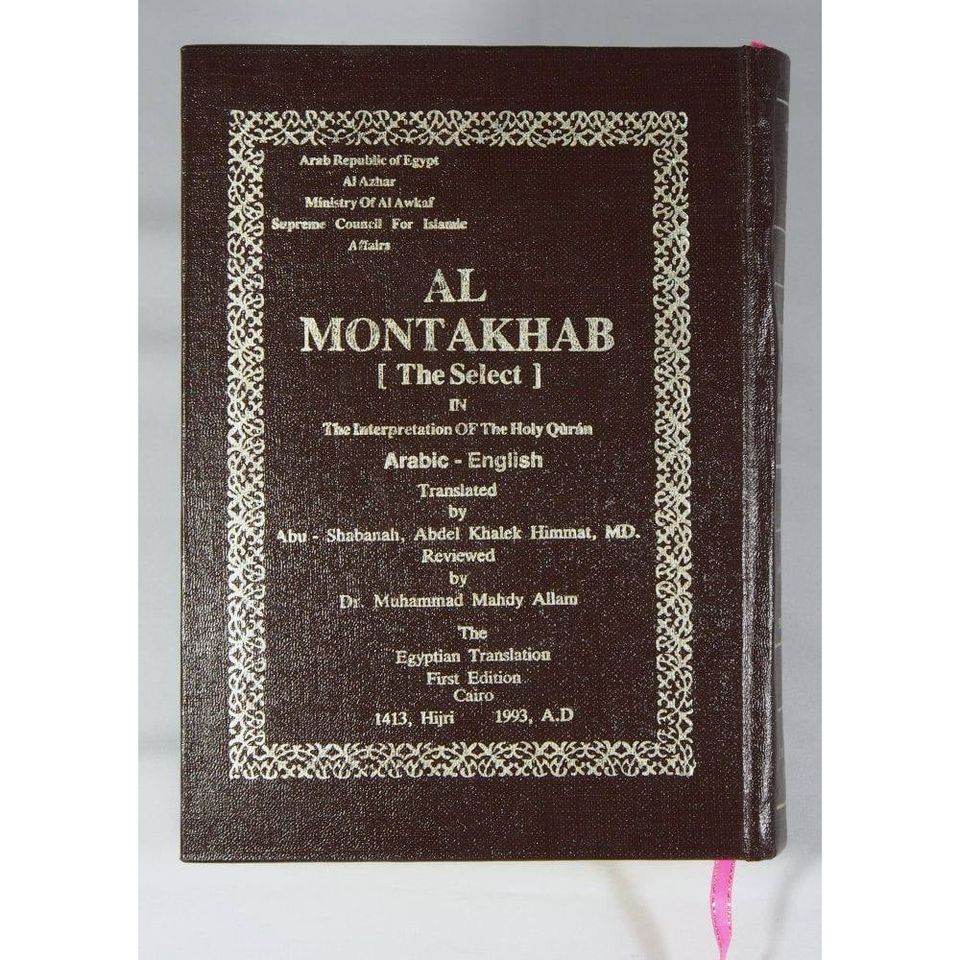 Arab Republic of Egypt
Al Azhar
Ministry Of Al Awkaf
Supreme Council For Islamic
Affairs
AL
MONTAKHAB
[ The Select ]
IN
The Interpretation OF The Holy Qùrán
Arabic - English
Translated
by
Abu - Shabanah, Abdel Khalek Himmat, MD.
Reviewed
by
Dr. Muhammad Mahdy Allam
The
Egyptian Translation
First Edition
Cairo
1413, Hijri 1993, A.D